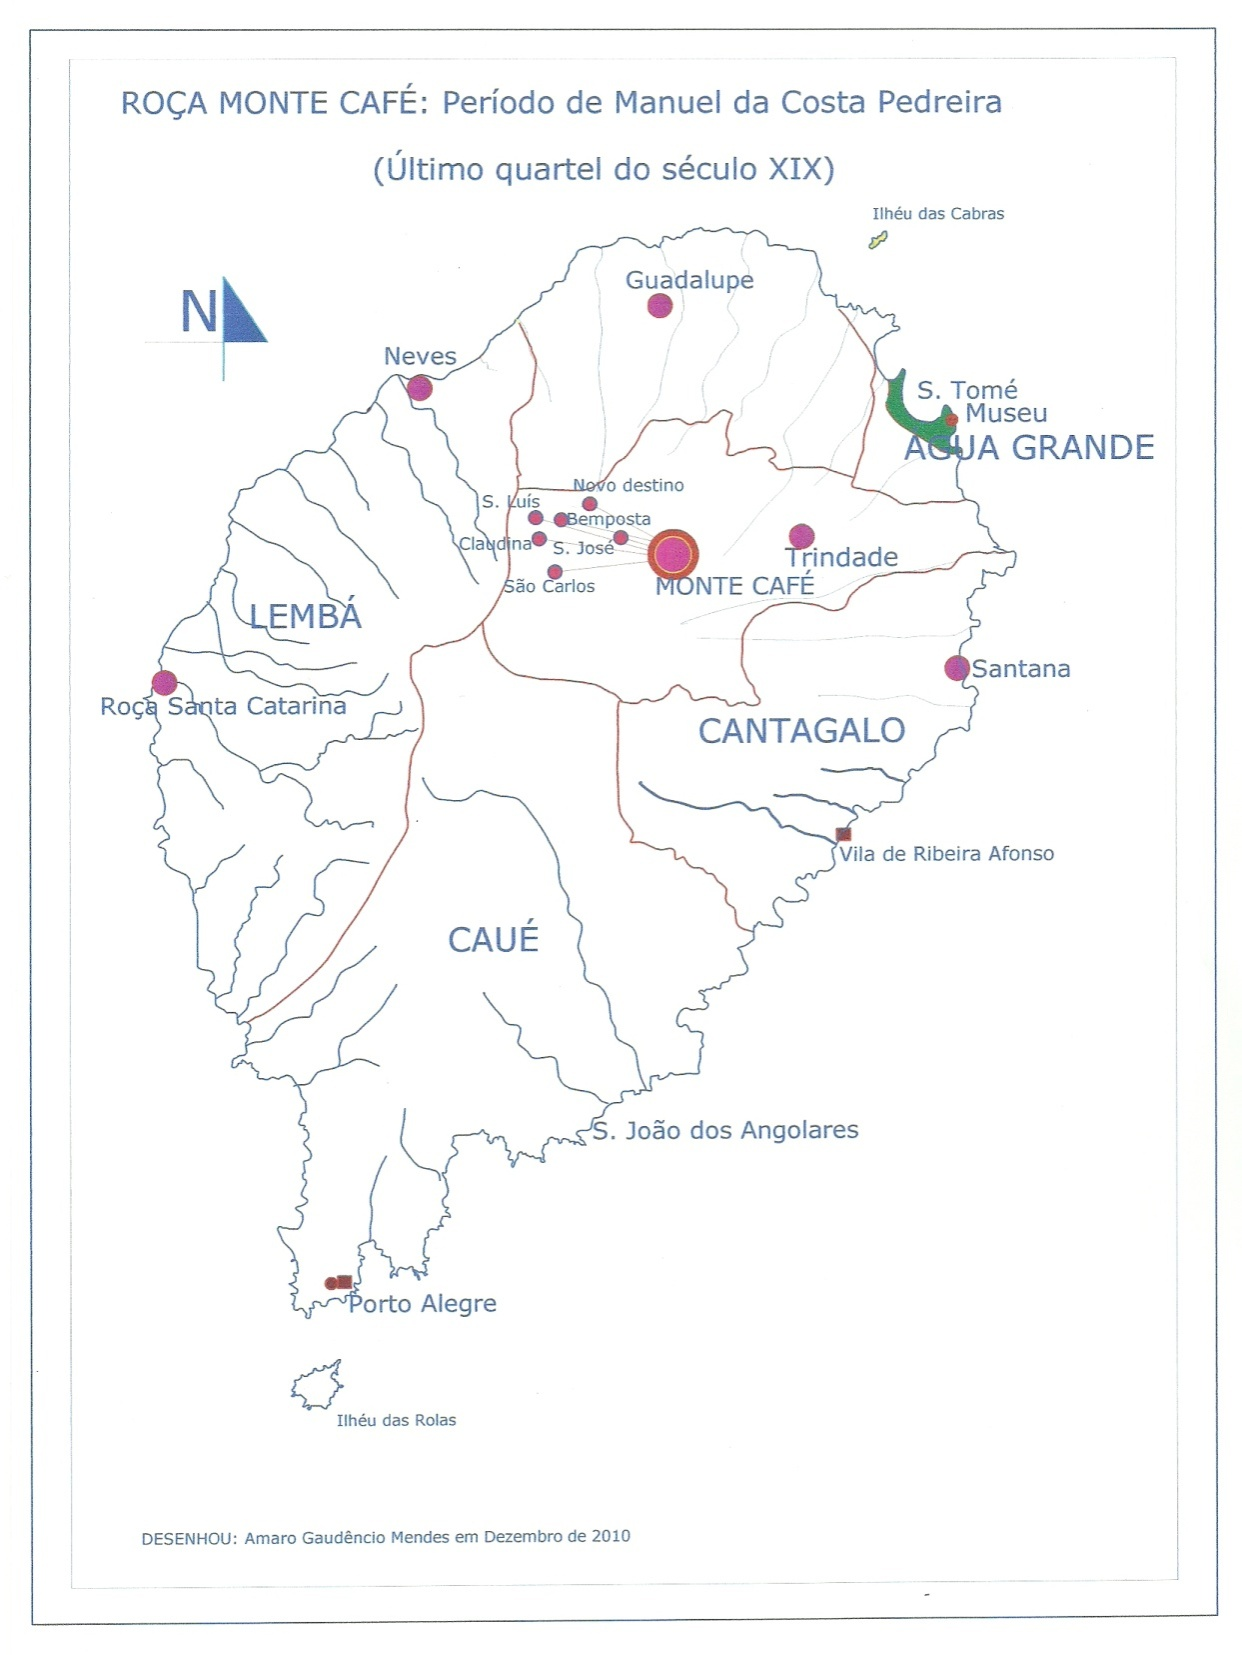 ROÇA MONTE CAFÉ: Período de Manuel da Costa Pedreira
(Último quartel do século XIX)
Ilhéu das Cabras
Guadalupe
N
Neves
S. Tomé
Museu
AGUA GRANDE
Novo destino
S. Luís
Bemposta
Claudina
S. José
Trindade
São Carlos
MONTE CAFÉ
LEMBÁ
Santana
Roça Santa Catarina
CANTAGALO
Vila de Ribeira Afonso
CAUÉ
S. João dos Angolares
Porto Alegre
Ilhéu das Rolas
DESENHOU: Amaro Gaudêncio Mendes em Dezembro de 2010